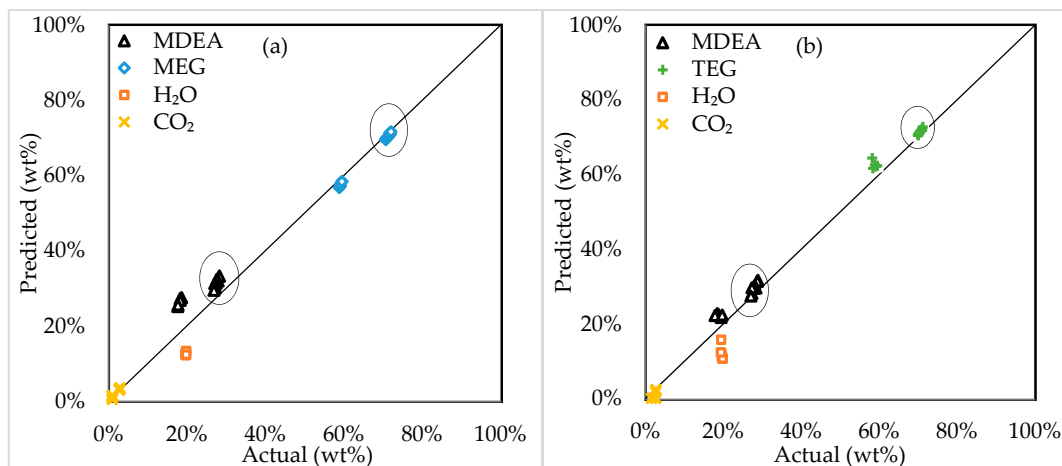 100%
80%
60%
40%
20%
0%
Predicted (wt%)
MDEA
MEG
H₂O
CO₂
(a)
0% 20% 40% 60% 80% 100%
Actual (wt%)
100%
80%
60%
40%
20%
0%
Predicted (wt%)
MDEA
TEG
H₂O
CO₂
(b)
0% 20% 40% 60% 80% 100%
Actual (wt%)